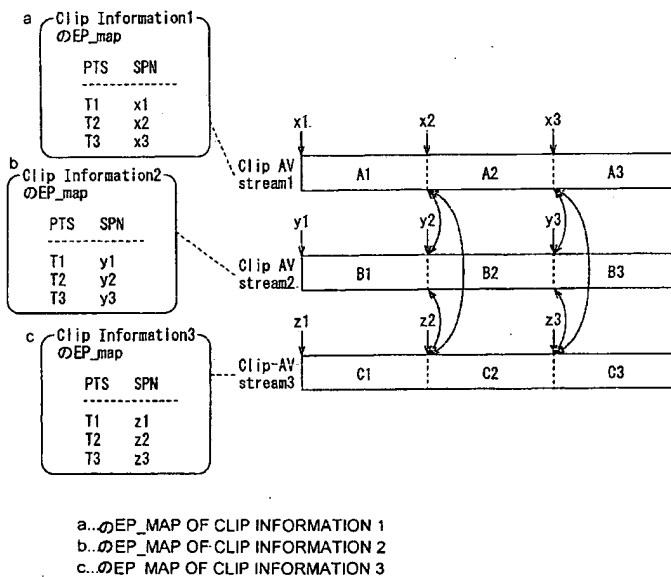 a
Clip Information1
のEP_map
PTS SPN
T1 x1
T2 x2
T3 x3
b
Clip Information2
のEP_map
PTS SPN
T1 y1
T2 y2
T3 y3
c
Clip Information3
のEP_map
PTS SPN
T1 z1
T2 z2
T3 z3
x1 x2 x3
Clip AV
stream1
A1 A2 A3
y1 y2 y3
Clip AV
stream2
B1 B2 B3
z1 z2 z3
Clip-AV
stream3
C1 C2 C3
a...のEP_MAP OF CLIP INFORMATION 1
b...のEP_MAP OF CLIP INFORMATION 2
c...のEP_MAP OF CLIP INFORMATION 3